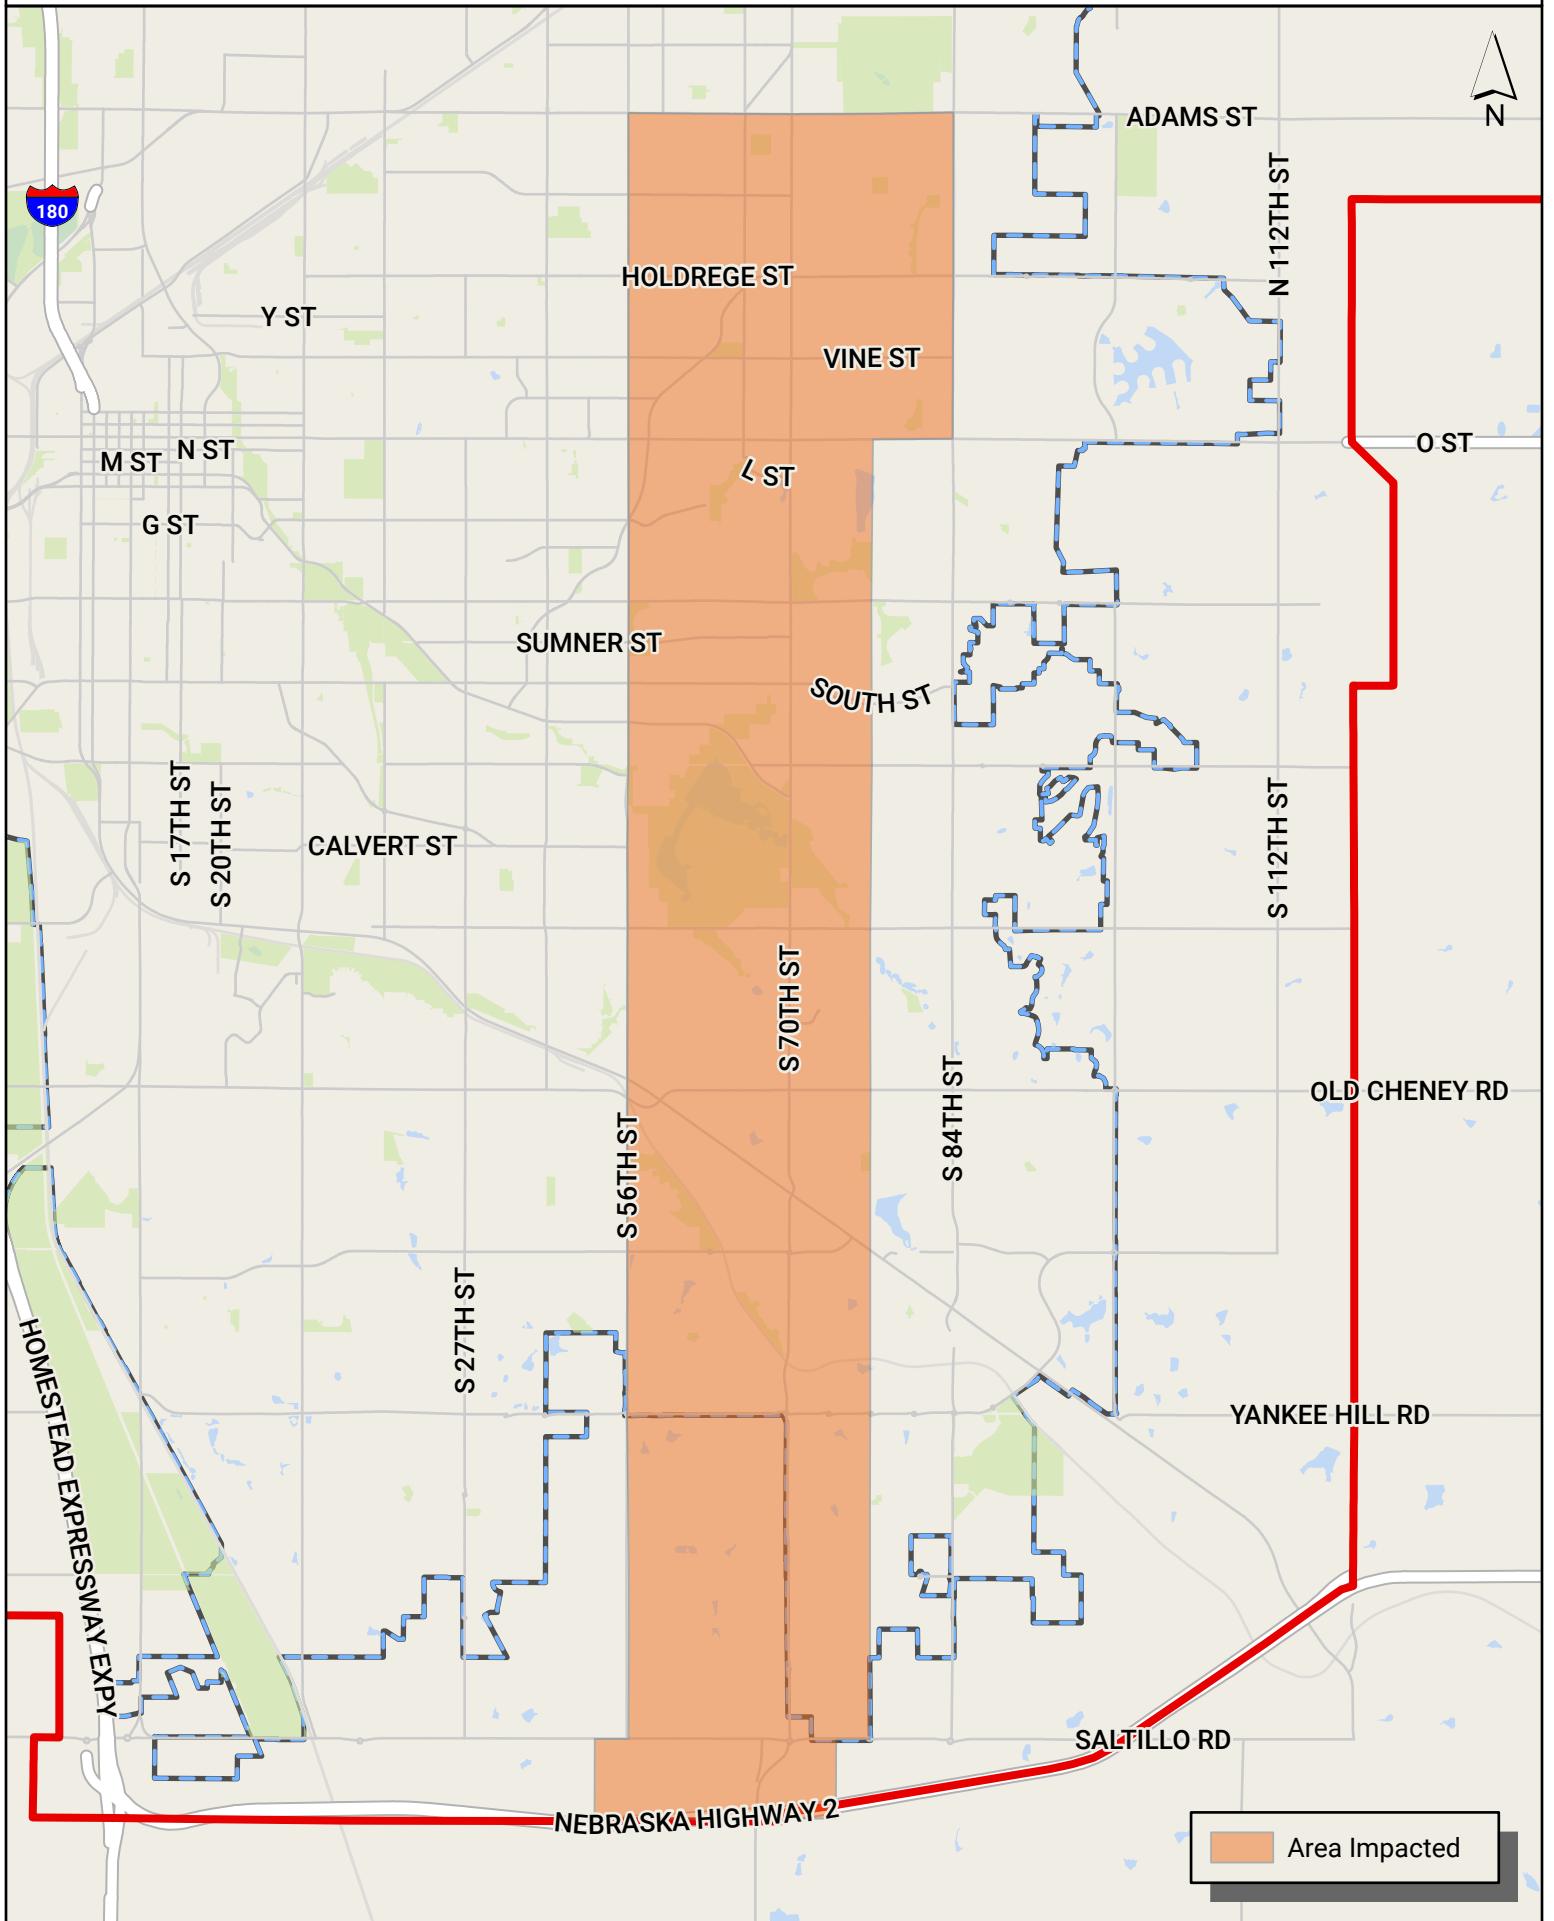 ADAMS ST
N
N 112TH ST
180
HOLDREGE ST
Y ST
VINE ST
O ST
N ST
M ST
L ST
G ST
SUMNER ST
SOUTH ST
S 17TH ST
S 20TH ST
CALVERT ST
S 112TH ST
S 70TH ST
OLD CHENEY RD
S 84TH ST
S 56TH ST
S 27TH ST
HOMESTEAD EXPRESSWAY EXPY
YANKEE HILL RD
SALTILLO RD
NEBRASKA HIGHWAY 2
Area Impacted